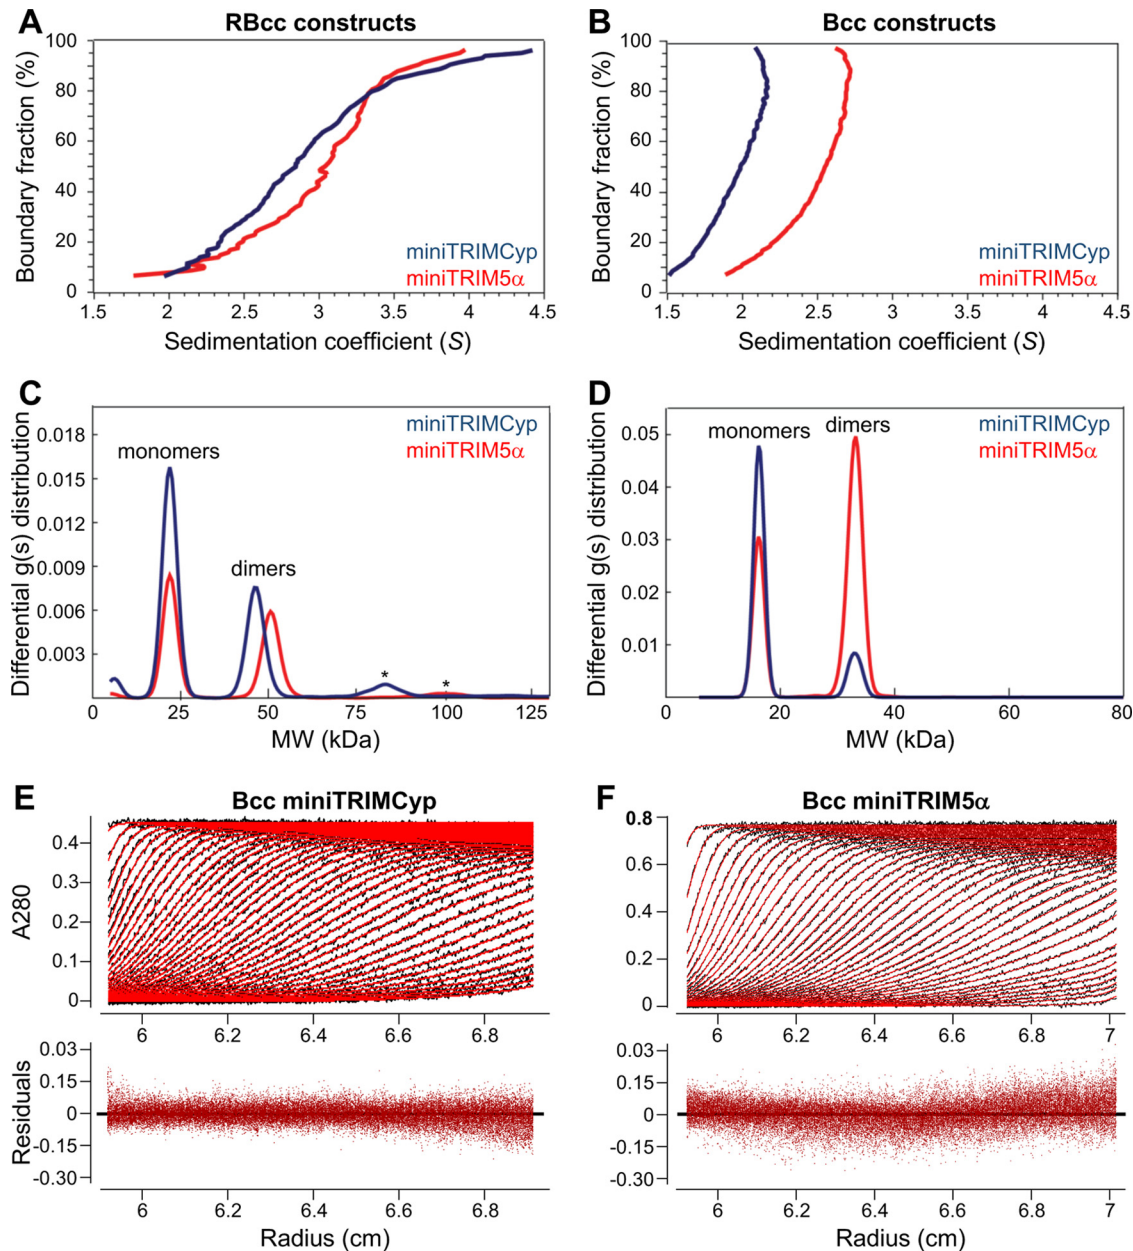 A
RBcc constructs
100
80
60
40
20
0
Boundary fraction (%)
miniTRIMCyp
miniTRIM5α
1.5 2 2.5 3 3.5 4 4.5
Sedimentation coefficient (S)
B
Bcc constructs
100
80
60
40
20
0
Boundary fraction (%)
miniTRIMCyp
miniTRIM5α
1.5 2 2.5 3 3.5 4 4.5
Sedimentation coefficient (S)
C
Differential g(s) distribution
0.018
0.015
0.012
0.009
0.006
0.003
miniTRIMCyp
miniTRIM5α
monomers
dimers
* *
0 25 50 75 100 125
MW (kDa)
D
Differential g(s) distribution
0.05
0.04
0.03
0.02
0.01
miniTRIMCyp
miniTRIM5α
monomers
dimers
0 20 40 60 80
MW (kDa)
E
Bcc miniTRIMCyp
A280
0.4
0.3
0.2
0.1
0
6 6.2 6.4 6.6 6.8
Residuals
0.03
0.15
0
-0.15
-0.30
6 6.2 6.4 6.6 6.8
Radius (cm)
F
Bcc miniTRIM5α
0.8
0.6
0.4
0.2
0
6 6.2 6.4 6.6 6.8 7
0.03
0.15
0
-0.15
-0.30
6 6.2 6.4 6.6 6.8 7
Radius (cm)